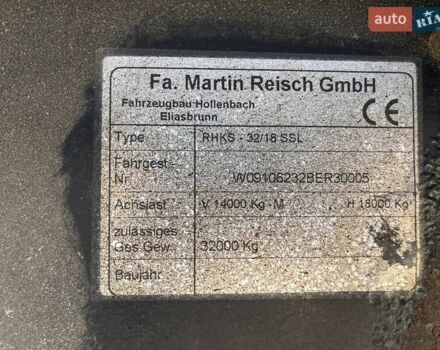 auto RIA
Fa. Martin Reisch GmbH
Fahrzeugbau Hollenbach
Eliasbrunn
CE
Type RHKS - 32/18 SSL
Fahrgest.
Nr. W09106232BER30005
Achslast V 14000 Kg - M H 18000 Kg
zulässiges
Ges Gew. 32000 Kg
Baujahr